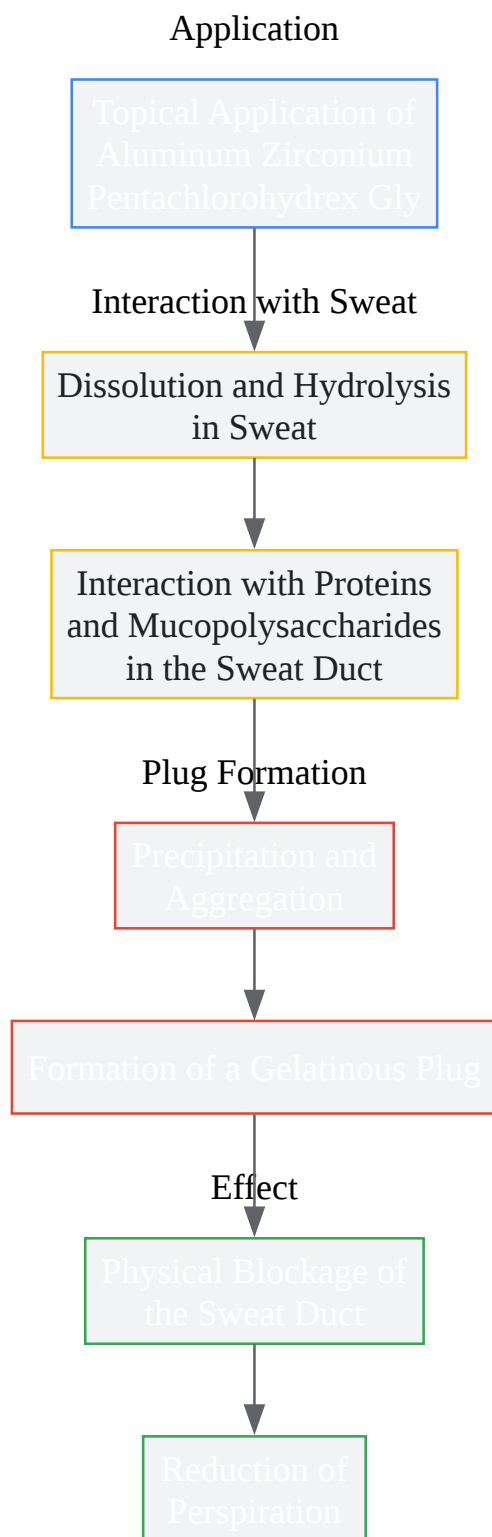 Application
Topical Application of
Aluminum Zirconium
Pentachlorohydrex Gly
Interaction with Sweat
Dissolution and Hydrolysis
in Sweat
Interaction with Proteins
and Mucopolysaccharides
in the Sweat Duct
Plug Formation
Precipitation and
Aggregation
Formation of a Gelatinous Plug
Effect
Physical Blockage of
the Sweat Duct
Reduction of
Perspiration